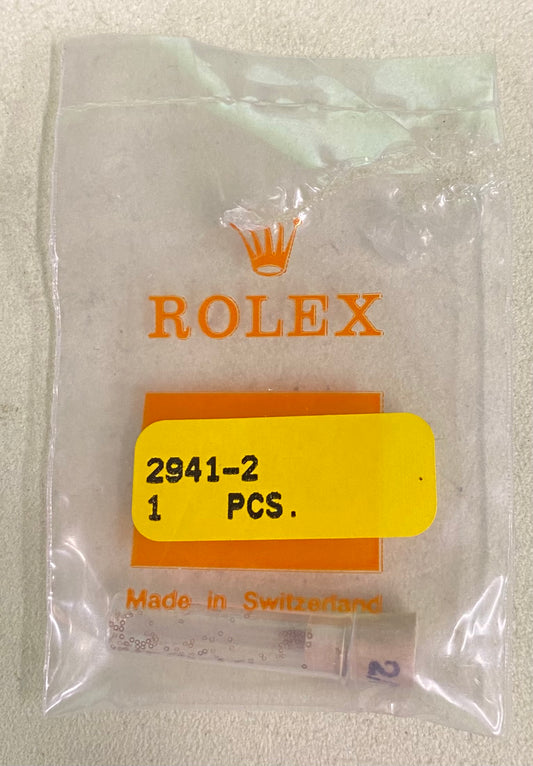 ROLEX
2941-2
1 PCS.
Made in Switzerland